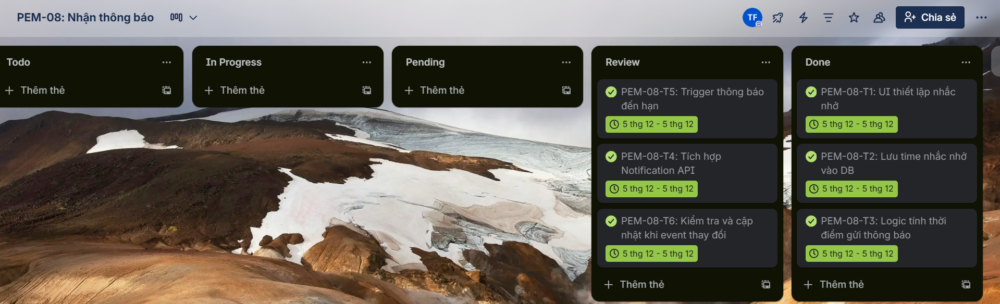 PEM-08: Nhận thông báo
TF
Chia sẻ
Todo
Thêm thẻ
In Progress
Thêm thẻ
Pending
Thêm thẻ
Review
PEM-08-T5: Trigger thông báo
đến hạn
5 thg 12 - 5 thg 12
PEM-08-T4: Tích hợp
Notification API
5 thg 12 - 5 thg 12
PEM-08-T6: Kiểm tra và cập
nhật khi event thay đổi
5 thg 12 - 5 thg 12
Thêm thẻ
Done
PEM-08-T1: UI thiết lập nhắc
nhở
5 thg 12 - 5 thg 12
PEM-08-T2: Lưu time nhắc nhở
vào DB
5 thg 12 - 5 thg 12
PEM-08-T3: Logic tính thời
điểm gửi thông báo
5 thg 12 - 5 thg 12
Thêm thẻ